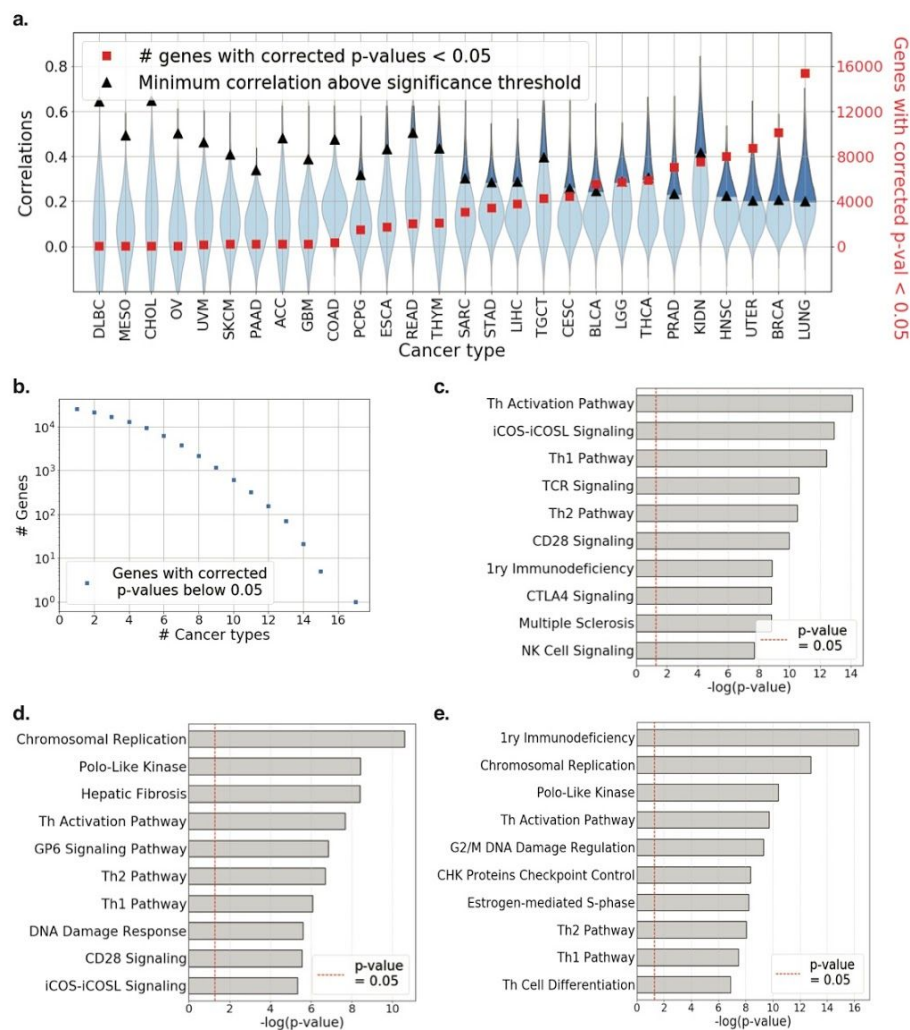 a.
# genes with corrected p-values < 0.05
Minimum correlation above significance threshold
Correlations
0.8
0.6
0.4
0.2
0.0
16000
12000
8000
4000
0
Genes with corrected p-val < 0.05
DLBC
MESO
CHOL
OV
UVM
SKCM
PAAD
ACC
GBM
COAD
PCPG
ESCA
READ
THYM
SARC
STAD
LIHC
TGCT
CESC
BLCA
LGG
THCA
PRAD
KIDN
HNSC
UTER
BRCA
LUNG
Cancer type
b.
# Genes
10^4
10^3
10^2
10^1
10^0
Genes with corrected
p-values below 0.05
0 2 4 6 8 10 12 14 16
# Cancer types
c.
Th Activation Pathway
iCOS-iCOSL Signaling
Th1 Pathway
TCR Signaling
Th2 Pathway
CD28 Signaling
1ry Immunodeficiency
CTLA4 Signaling
Multiple Sclerosis
NK Cell Signaling
p-value
= 0.05
0 2 4 6 8 10 12 14
-log(p-value)
d.
Chromosomal Replication
Polo-Like Kinase
Hepatic Fibrosis
Th Activation Pathway
GP6 Signaling Pathway
Th2 Pathway
Th1 Pathway
DNA Damage Response
CD28 Signaling
iCOS-iCOSL Signaling
p-value
= 0.05
0 2 4 6 8 10
-log(p-value)
e.
1ry Immunodeficiency
Chromosomal Replication
Polo-Like Kinase
Th Activation Pathway
G2/M DNA Damage Regulation
CHK Proteins Checkpoint Control
Estrogen-mediated S-phase
Th2 Pathway
Th1 Pathway
Th Cell Differentiation
p-value
= 0.05
0 2 4 6 8 10 12 14 16
-log(p-value)